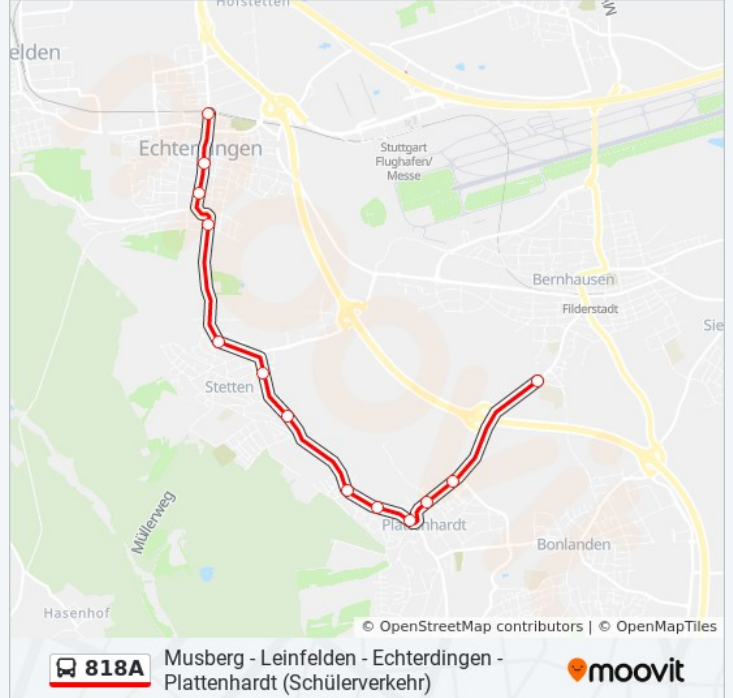 Hofstetten
elden
Echterdingen
Stuttgart
Flughafen/
Messe
Bernhausen
Filderstadt
Sie
Stetten
Plattenhardt
Müllerweg
Bonlanden
Hasenhof
© OpenStreetMap contributors | © OpenMapTiles
818A
Musberg - Leinfelden - Echterdingen -
Plattenhardt (Schülerverkehr)
moovit